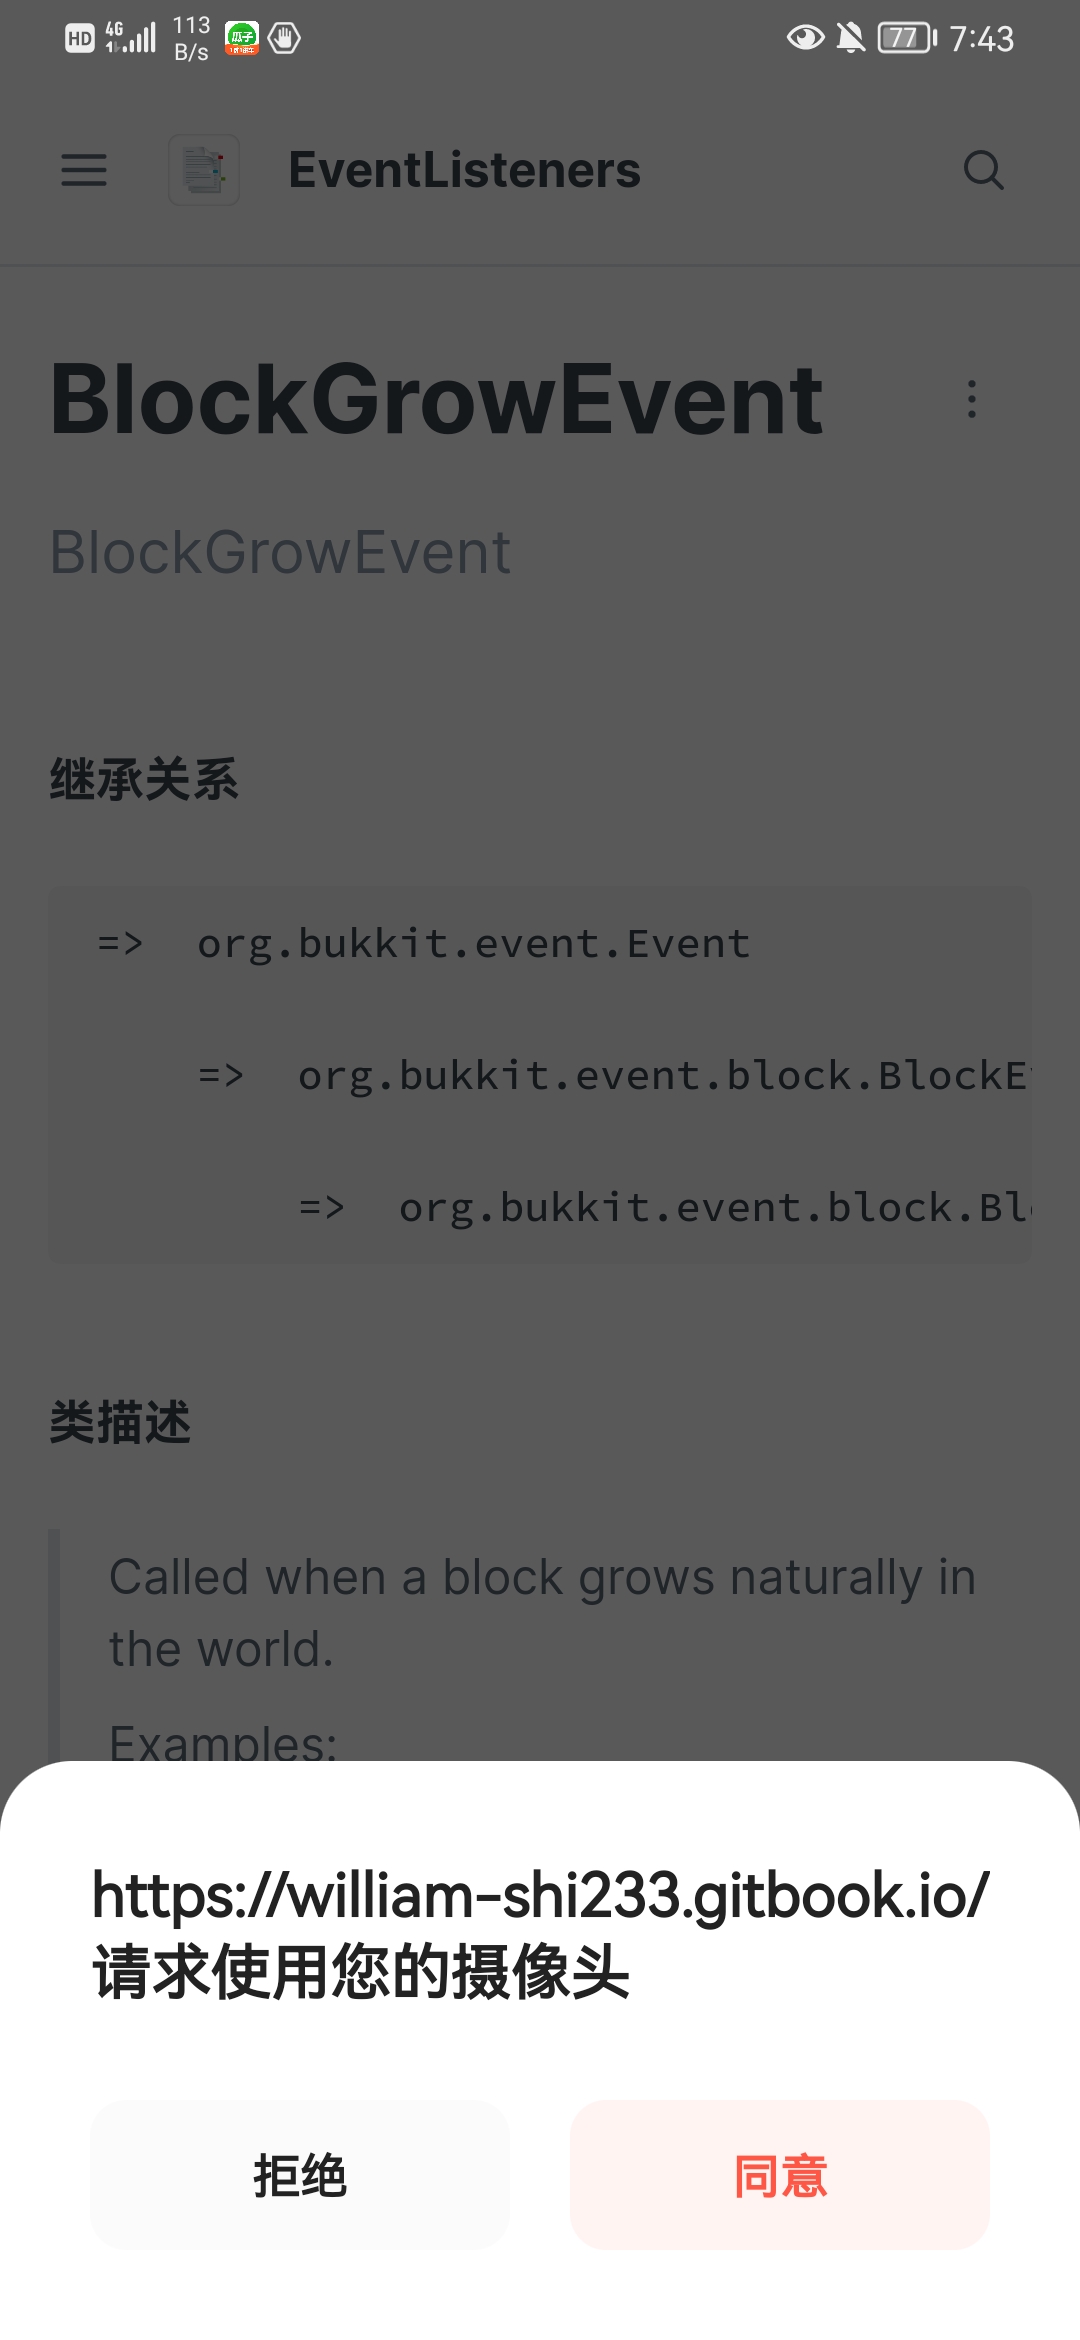 HD 4G 113 B/s 瓜子 77 7:43
EventListeners
BlockGrowEvent
BlockGrowEvent
继承关系
=> org.bukkit.event.Event
=> org.bukkit.event.block.BlockE
=> org.bukkit.event.block.Bl
类描述
Called when a block grows naturally in
the world.
Examples:
https://william-shi233.gitbook.io/
请求使用您的摄像头
拒绝
同意